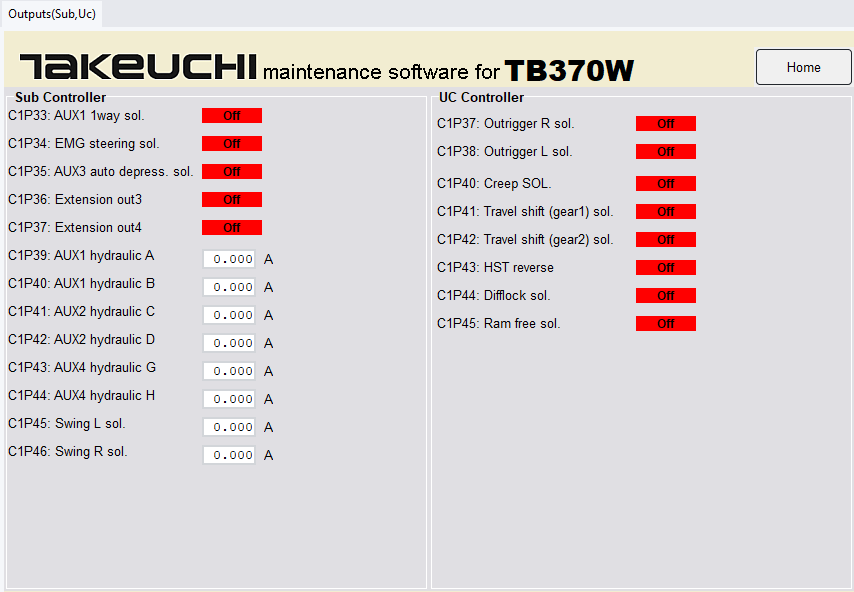 Outputs(Sub,Uc)
TAKEUCHI maintenance software for TB370W
Home
Sub Controller
C1P33: AUX1 1way sol. Off
C1P34: EMG steering sol. Off
C1P35: AUX3 auto depress. sol. Off
C1P36: Extension out3 Off
C1P37: Extension out4 Off
C1P39: AUX1 hydraulic A 0.000 A
C1P40: AUX1 hydraulic B 0.000 A
C1P41: AUX2 hydraulic C 0.000 A
C1P42: AUX2 hydraulic D 0.000 A
C1P43: AUX4 hydraulic G 0.000 A
C1P44: AUX4 hydraulic H 0.000 A
C1P45: Swing L sol. 0.000 A
C1P46: Swing R sol. 0.000 A
UC Controller
C1P37: Outrigger R sol. Off
C1P38: Outrigger L sol. Off
C1P40: Creep SOL. Off
C1P41: Travel shift (gear1) sol. Off
C1P42: Travel shift (gear2) sol. Off
C1P43: HST reverse Off
C1P44: Difflock sol. Off
C1P45: Ram free sol. Off